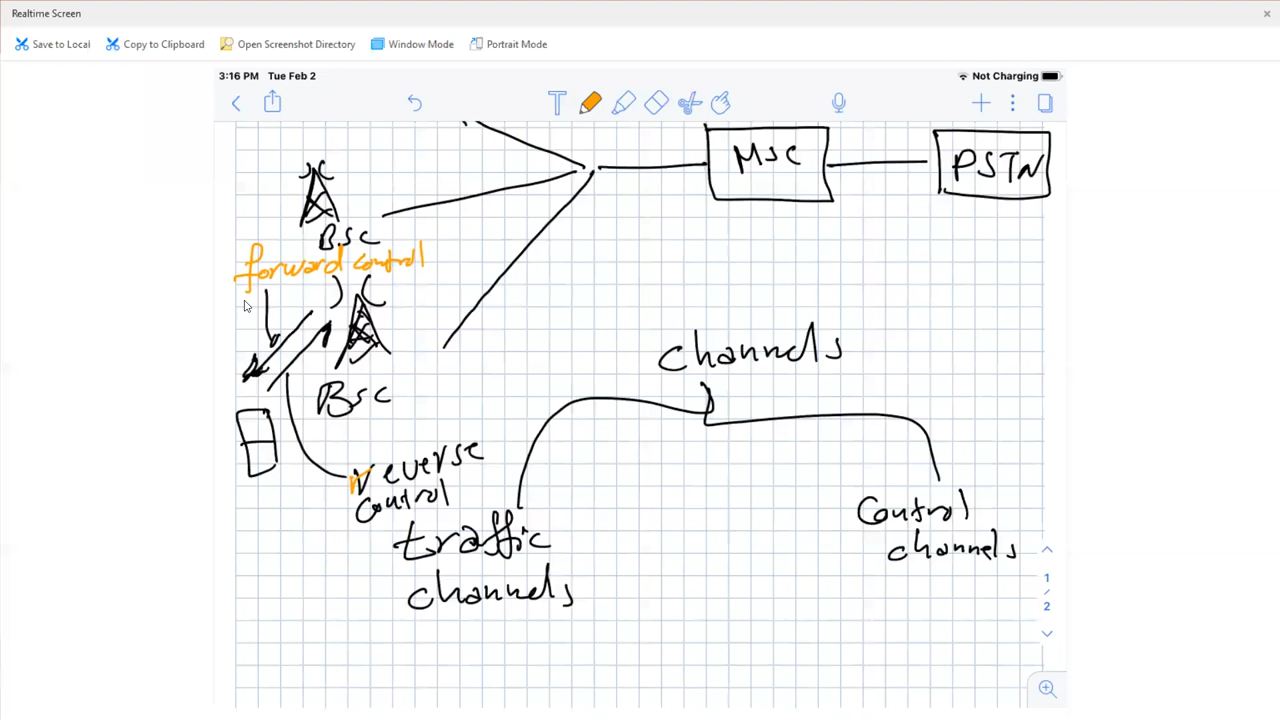 Realtime Screen
Save to Local Copy to Clipboard Open Screenshot Directory Window Mode Portrait Mode
3:16 PM Tue Feb 2 Not Charging
MSC
PSTN
BSC
forward control
channels
BSC
reverse
control
traffic
channels
Control
channels
1
2